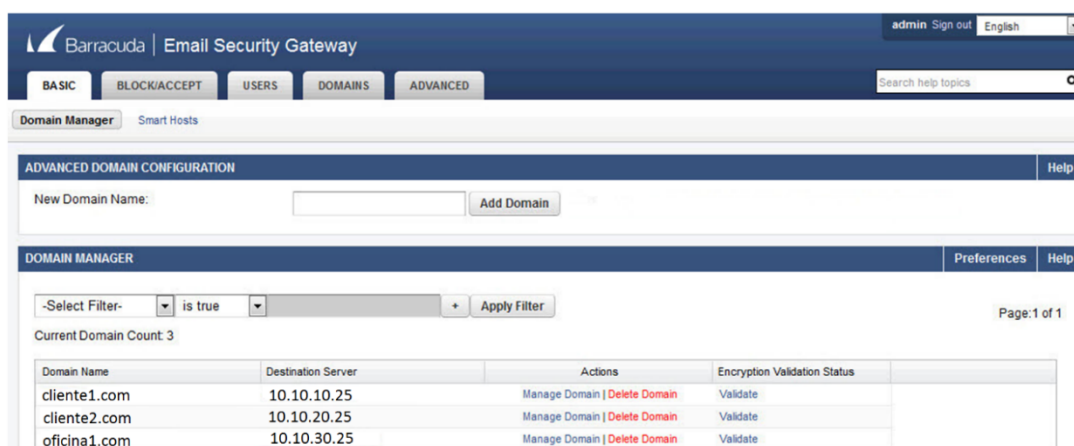 admin Sign out English
Barracuda | Email Security Gateway
BASIC BLOCK/ACCEPT USERS DOMAINS ADVANCED Search help topics
Domain Manager Smart Hosts
ADVANCED DOMAIN CONFIGURATION Help
New Domain Name: Add Domain
DOMAIN MANAGER Preferences Help
-Select Filter- is true + Apply Filter
Page:1 of 1
Current Domain Count: 3
Domain Name Destination Server Actions Encryption Validation Status
cliente1.com 10.10.10.25 Manage Domain | Delete Domain Validate
cliente2.com 10.10.20.25 Manage Domain | Delete Domain Validate
oficina1.com 10.10.30.25 Manage Domain | Delete Domain Validate